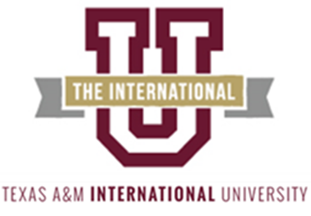 U
THE INTERNATIONAL
TEXAS A&M INTERNATIONAL UNIVERSITY